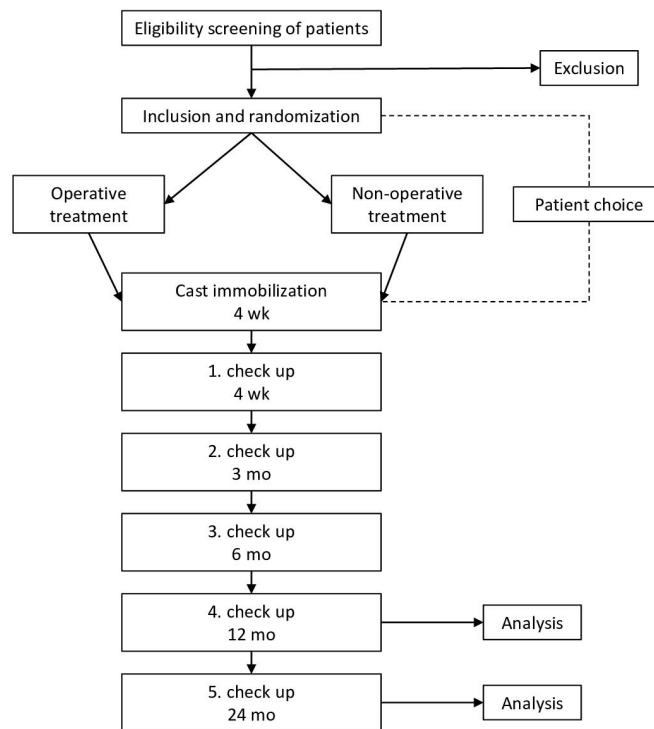 Eligibility screening of patients
Exclusion
Inclusion and randomization
Operative
treatment
Non-operative
treatment
Patient choice
Cast immobilization
4 wk
1. check up
4 wk
2. check up
3 mo
3. check up
6 mo
4. check up
12 mo
Analysis
5. check up
24 mo
Analysis